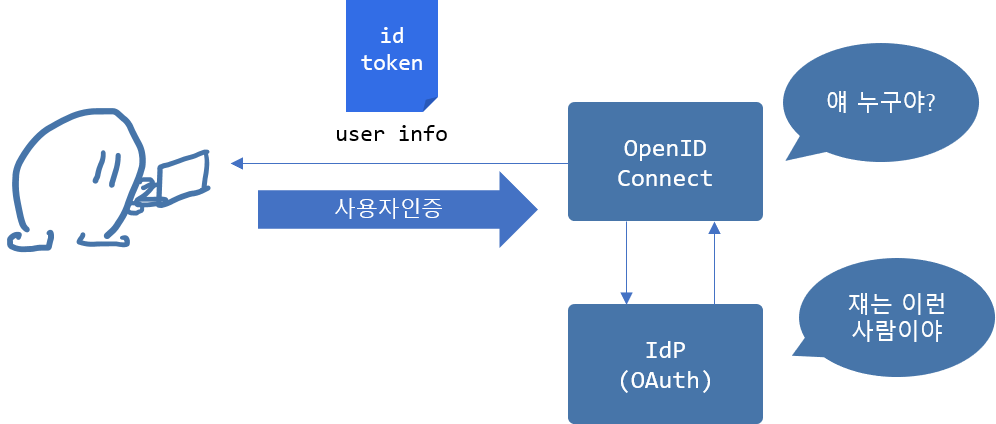 id
token
user info
사용자인증
OpenID
Connect
얘 누구야?
IdP
(OAuth)
쟤는 이런
사람이야